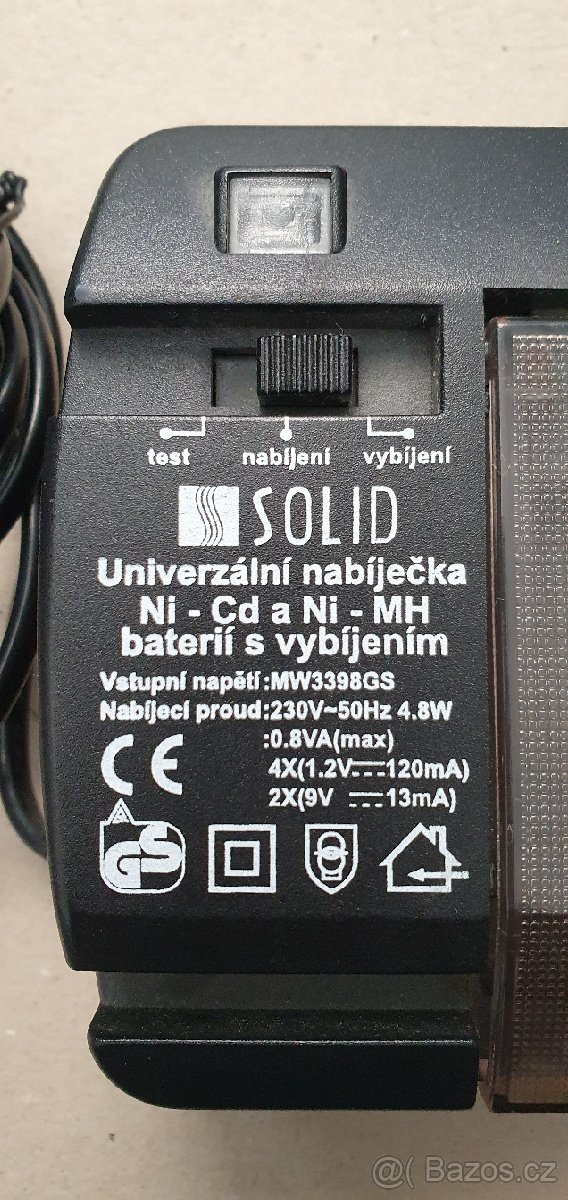 test nabíjení vybíjení
SOLID
Univerzální nabíječka
Ni - Cd a Ni - MH
baterií s vybíjením
Vstupní napětí:MW3398GS
Nabíjecí proud:230V~50Hz 4.8W
:0.8VA(max)
4X(1.2V⎓120mA)
2X(9V ⎓13mA)
CE
GS
@ Bazos.cz